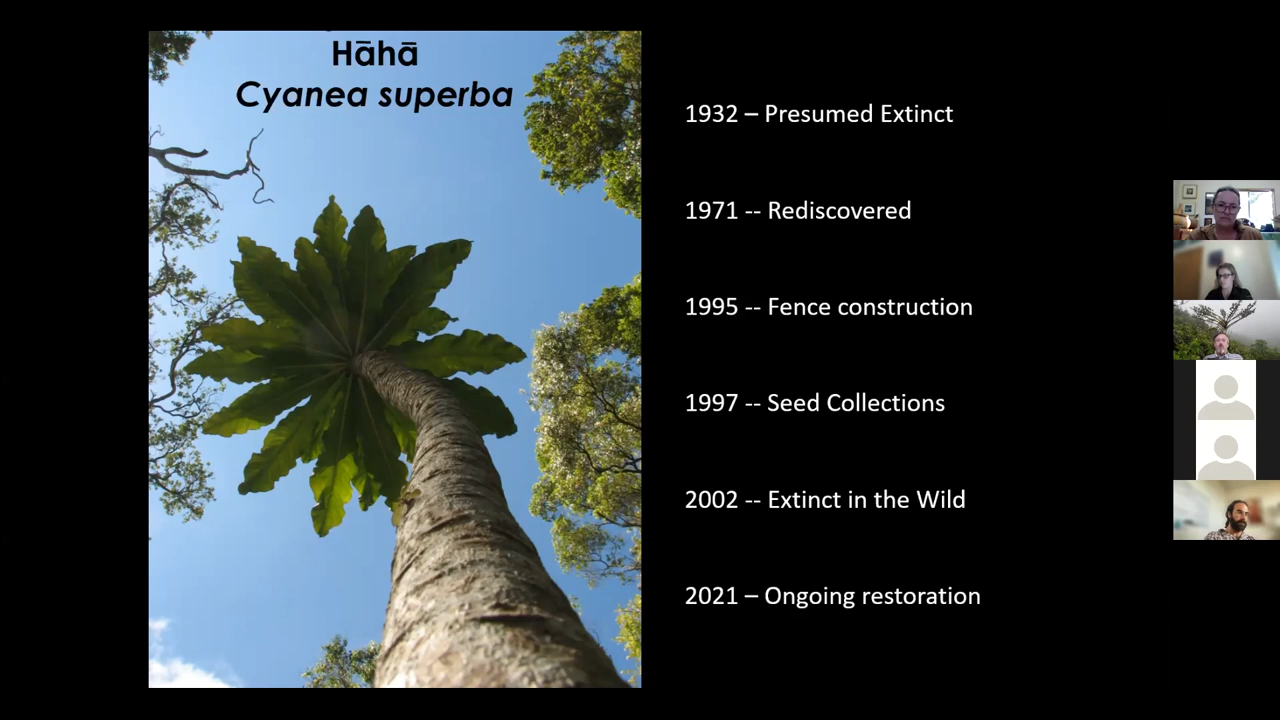 Hāhā
Cyanea superba
1932 – Presumed Extinct
1971 -- Rediscovered
1995 -- Fence construction
1997 -- Seed Collections
2002 -- Extinct in the Wild
2021 – Ongoing restoration